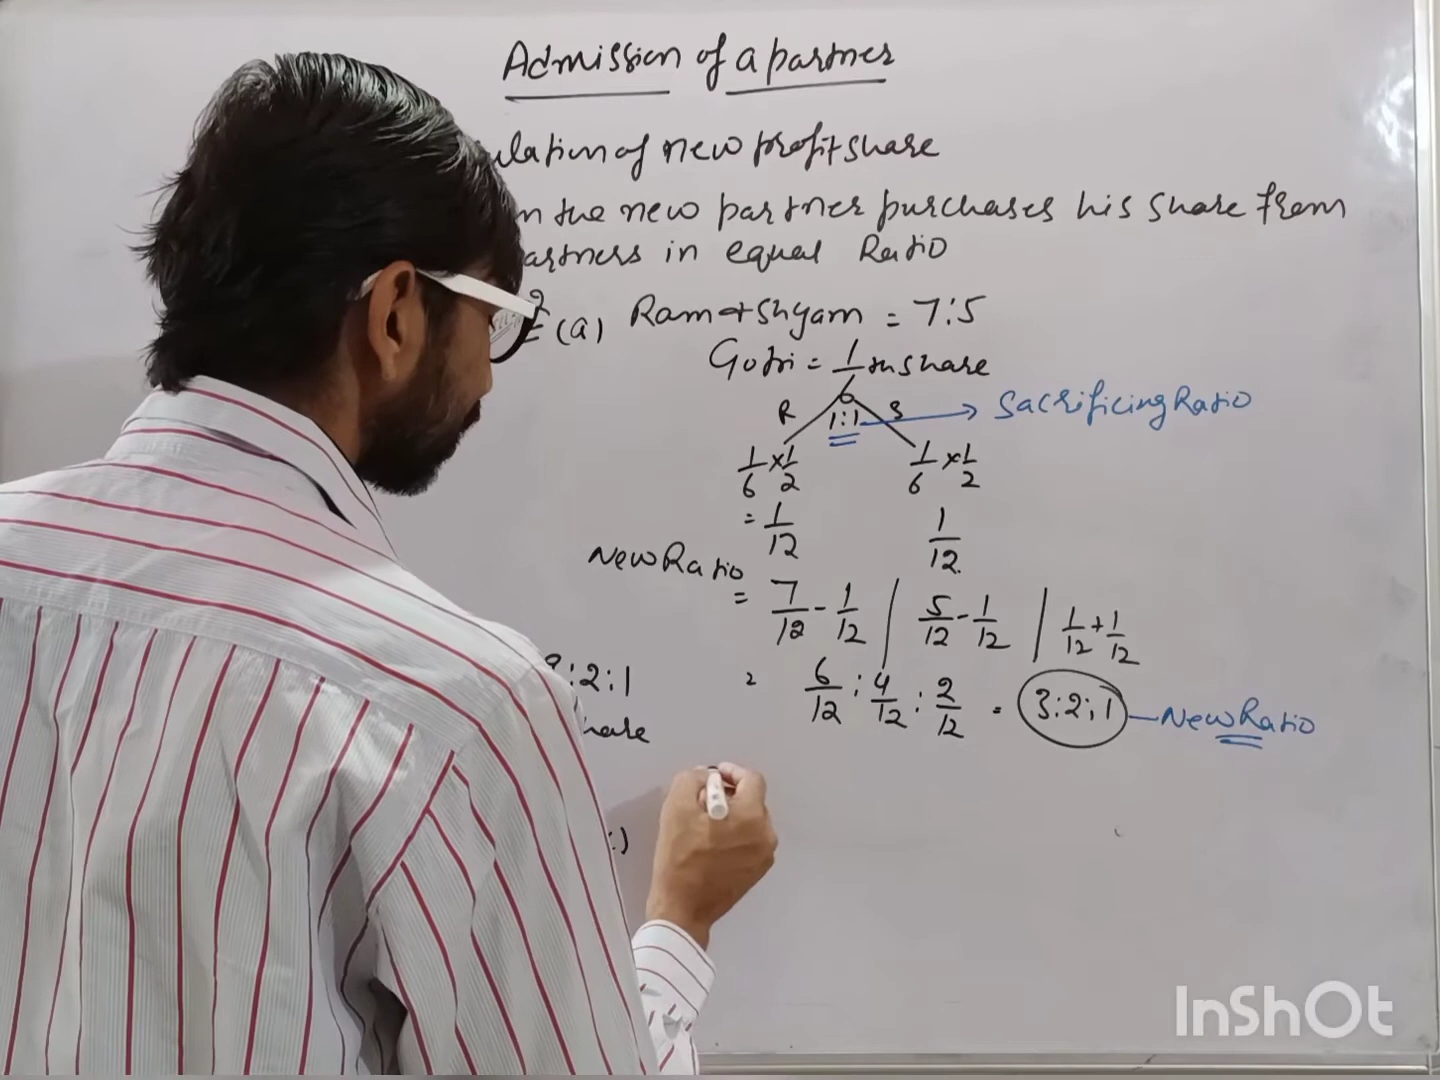 Admission of a partner
ulation of new profit share
n the new partner purchases his share from
artners in equal Ratio
(a) Ram & Shyam = 7:5
= 1/6 th share
R 1:1 S → Sacrificing Ratio
1/6 × 1/2 1/6 × 1/2
= 1/12 1/12
New Ratio
= 7/12 - 1/12 | 5/12 - 1/12 | 1/12 + 1/12
:2:1
= 6/12 : 4/12 : 2/12 = 3:2:1 — New Ratio
hare
InShOt